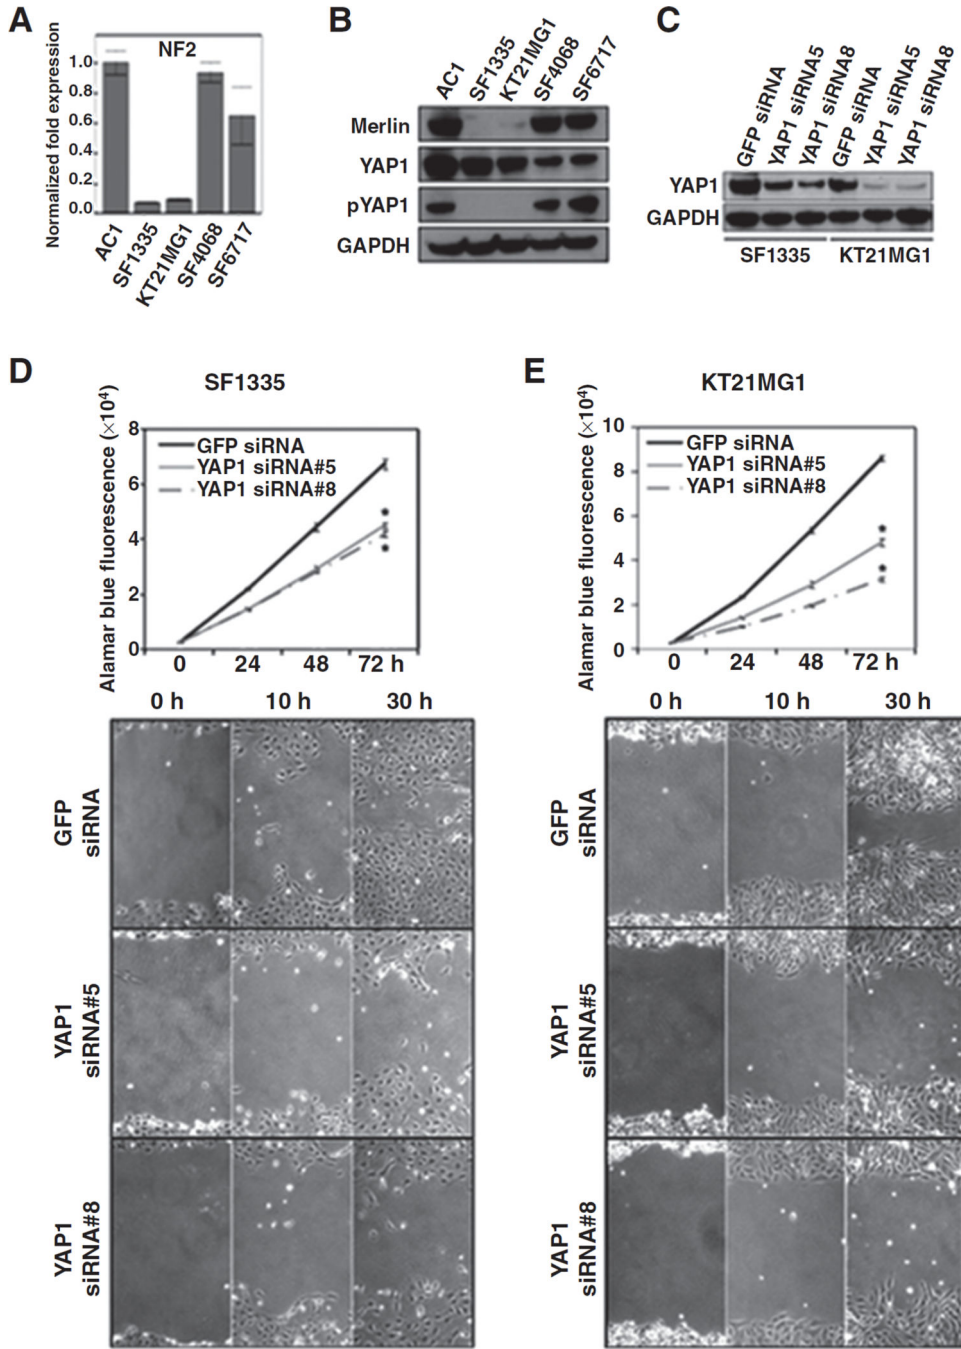 A
NF2
Normalized fold expression
1.0
0.8
0.6
0.4
0.2
0.0
AC1
SF1335
KT21MG1
SF4068
SF6717
B
AC1
SF1335
KT21MG1
SF4068
SF6717
Merlin
YAP1
pYAP1
GAPDH
C
GFP siRNA
YAP1 siRNA5
YAP1 siRNA8
GFP siRNA
YAP1 siRNA5
YAP1 siRNA8
YAP1
GAPDH
SF1335
KT21MG1
D
SF1335
Alamar blue fluorescence (×10⁴)
8
6
4
2
0
GFP siRNA
YAP1 siRNA#5
YAP1 siRNA#8
0 24 48 72 h
0 h 10 h 30 h
GFP
siRNA
YAP1
siRNA#5
YAP1
siRNA#8
E
KT21MG1
Alamar blue fluorescence (×10⁴)
10
8
6
4
2
0
GFP siRNA
YAP1 siRNA#5
YAP1 siRNA#8
0 24 48 72 h
0 h 10 h 30 h
GFP
siRNA
YAP1
siRNA#5
YAP1
siRNA#8